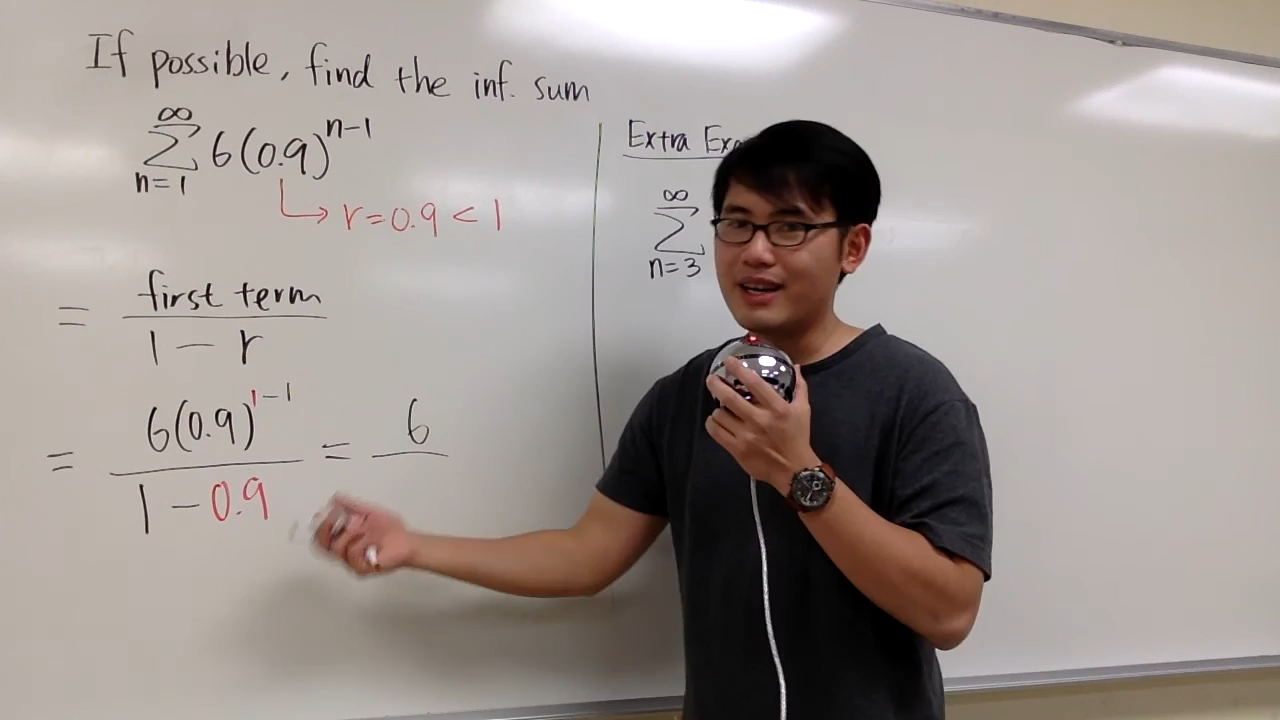 If possible, find the inf. sum
∞
∑ 6(0.9)^{n-1}
n=1
r=0.9 < 1
= first term
1 - r
= 6(0.9)^{1-1} = 6
1 - 0.9
Extra
∞
∑
n=3